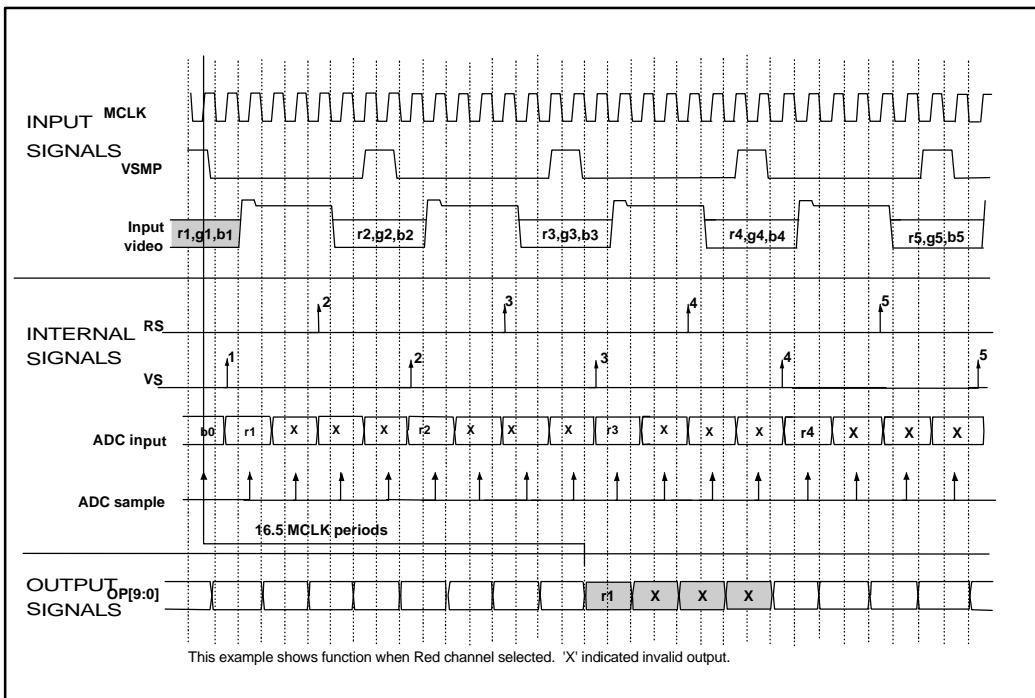 INPUT
SIGNALS
MCLK
VSMP
Input
video
r1,g1,b1
r2,g2,b2
r3,g3,b3
r4,g4,b4
r5,g5,b5
INTERNAL
SIGNALS
RS
2
3
4
5
VS
1
2
3
4
5
ADC input
b0
r1
X
X
X
r2
X
X
X
r3
X
X
X
r4
X
X
X
ADC sample
16.5 MCLK periods
OUTPUT
SIGNALS
OP[9:0]
r1
X
X
X
This example shows function when Red channel selected. 'X' indicated invalid output.